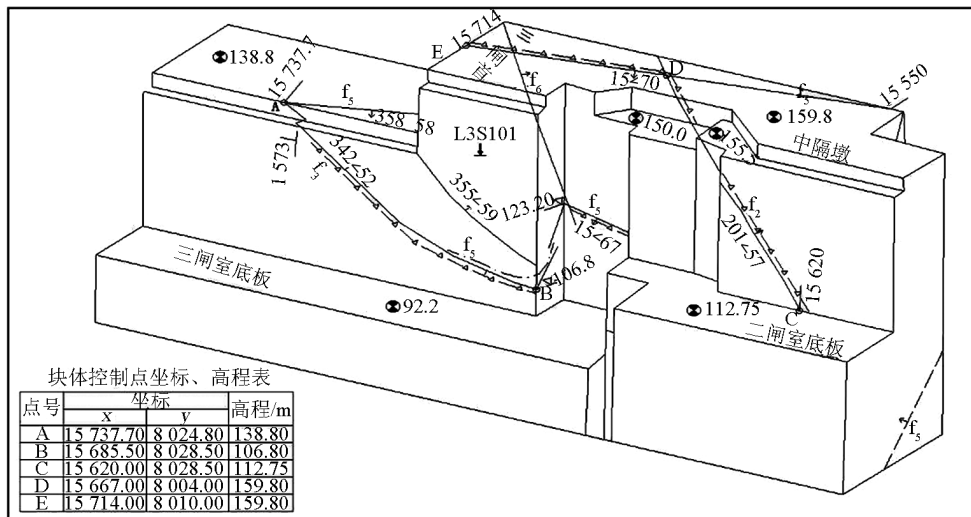 138.8
15 737.7
E
15 714
三闸首
D
15∠70
f₆
f₅
15 550
159.8
中隔墩
A
f₅
358∠58
L3S101
150.0
155.
1 573
342∠52
f₅
355∠59
123.20
f₅
15∠67
f₂
201∠57
15 620
f₅
106.8
B
三闸室底板
92.2
112.75
C
二闸室底板
f₅
块体控制点坐标、高程表
点号 坐标 高程/m
x y
A 15 737.70 8 024.80 138.80
B 15 685.50 8 028.50 106.80
C 15 620.00 8 028.50 112.75
D 15 667.00 8 004.00 159.80
E 15 714.00 8 010.00 159.80